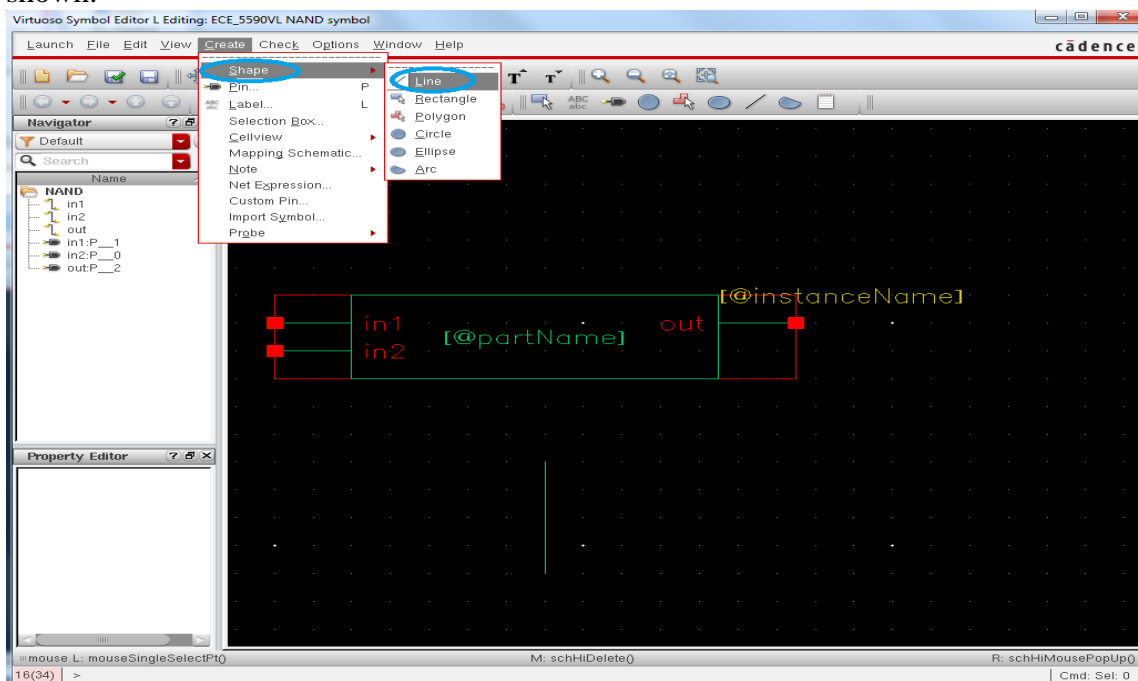 shown.
Virtuoso Symbol Editor L Editing: ECE_5590VL NAND symbol
Launch File Edit View Create Check Options Window Help
cādence
Shape
Pin... P
Label... L
Selection Box...
Cellview
Mapping Schematic...
Note
Net Expression...
Custom Pin...
Import Symbol...
Probe
Line
Rectangle
Polygon
Circle
Ellipse
Arc
T T
ABC
abc
Navigator
Default
Search
Name
NAND
in1
in2
out
in1:P__1
in2:P__0
out:P__2
[@instanceName]
in1
in2
[@partName]
out
Property Editor
mouse L: mouseSingleSelectPt() M: schHiDelete() R: schHiMousePopUp()
16(34) > Cmd: Sel: 0